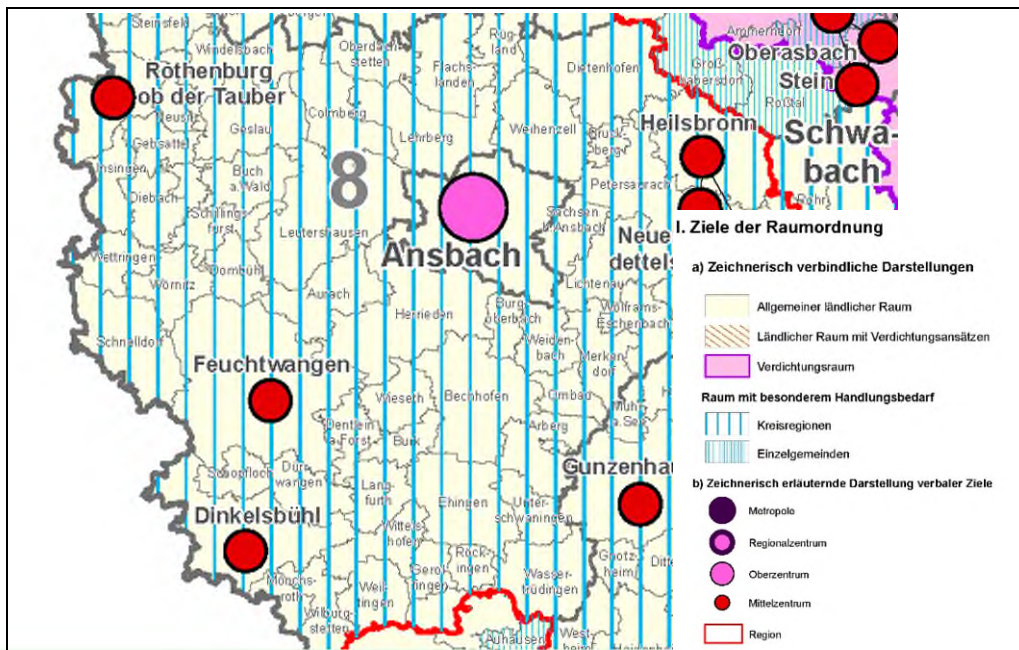 Steinsfeld
Windelsbach
Oberdach
stetten
Rug
land
Flachs-
landen
Dietenhofen
Ammerndorf
Oberasbach
Groß
habersdorf
Stein
Roßtal
Rothenburg
ob der Tauber
Neusitz
Colmberg
Geslau
Lehrberg
Weihenzell
Bruck-
berg
Heilsbronn
Schwa-
bach
Gebsattel
Insingen
Diebach
Buch
a.Wald
8
Petersaurach
Rohr
Schillings
fürst
Leutershausen
Ansbach
Sachsen
b.Ansbach
Neue
dettels
Wettringen
Wörnitz
Dombühl
Aurach
Lichtenau
Herrieden
Burg
oberbach
Wolframs-
Eschenbach
Schnelldorf
Weiden-
bach
Merken
dorf
Feuchtwangen
Wieseth
Bechhofen
Ornbau
Muhr
a.See
Dentlein
a.Forst
Burk
Arberg
Schopfloch
Dür-
wangen
Gunzenhau
Lang-
furth
Ehingen
Unter-
schwaningen
Dinkelsbühl
Wittels
hofen
Röck-
ingen
Gnotz-
heim
Ditte
Mönchs-
roth
Weil-
tingen
Gerol
fingen
Wasser-
trüdingen
Wilburg
stetten
Auhausen
West-
heim
I. Ziele der Raumordnung
a) Zeichnerisch verbindliche Darstellungen
Allgemeiner ländlicher Raum
Ländlicher Raum mit Verdichtungsansätzen
Verdichtungsraum
Raum mit besonderem Handlungsbedarf
Kreisregionen
Einzelgemeinden
b) Zeichnerisch erläuternde Darstellung verbaler Ziele
Metropole
Regionalzentrum
Oberzentrum
Mittelzentrum
Region